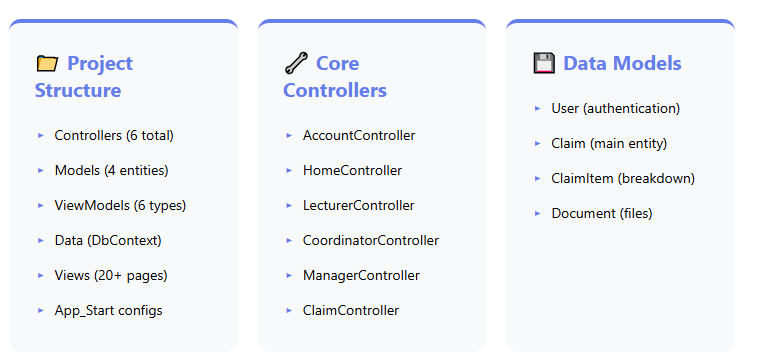 Project
Structure
Controllers (6 total)
Models (4 entities)
ViewModels (6 types)
Data (DbContext)
Views (20+ pages)
App_Start configs
Core
Controllers
AccountController
HomeController
LecturerController
CoordinatorController
ManagerController
ClaimController
Data Models
User (authentication)
Claim (main entity)
ClaimItem (breakdown)
Document (files)